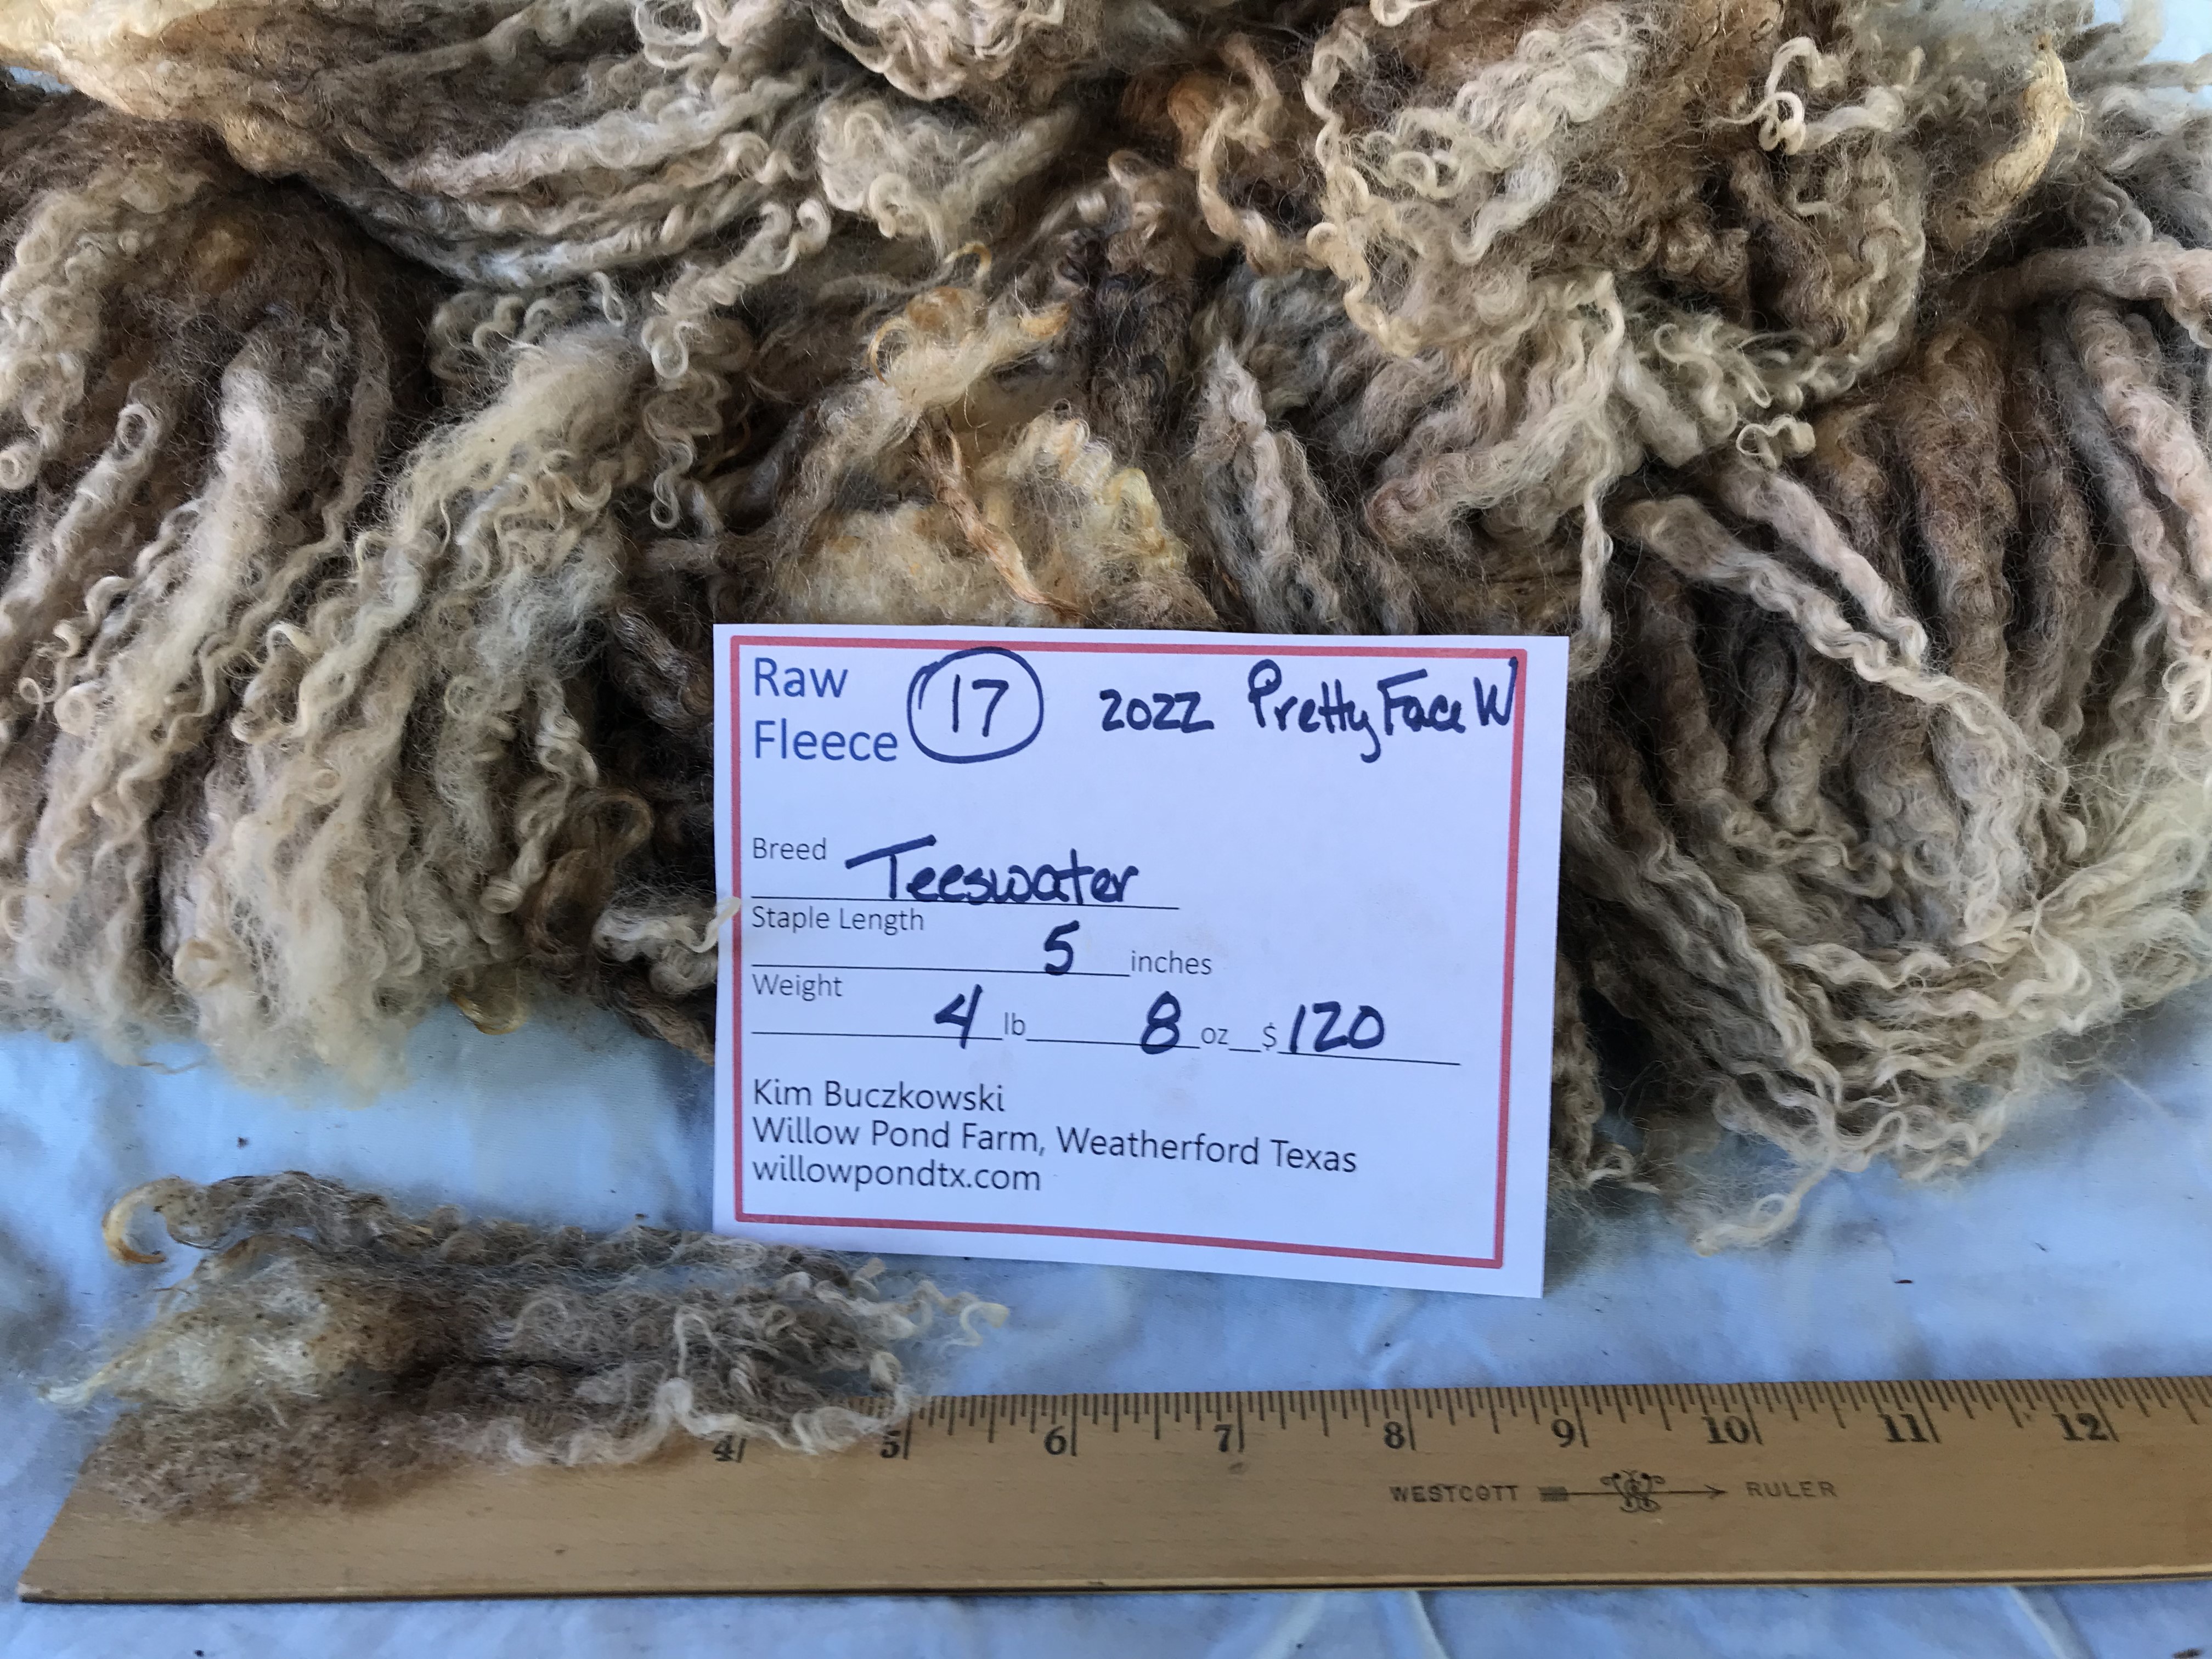 Raw Fleece 17 2022 Pretty Face W
Breed Teeswater
Staple Length 5 inches
Weight 4 lb 8 oz $ 120
Kim Buczkowski
Willow Pond Farm, Weatherford Texas
willowpondtx.com
4 5 6 7 8 9 10 11 12
WESTCOTT RULER